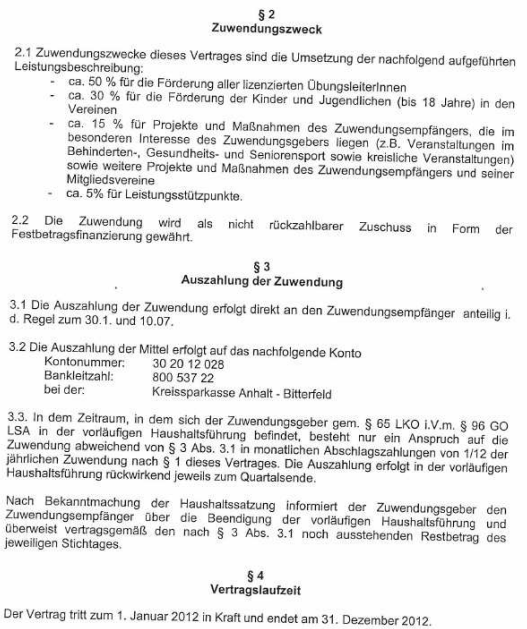 § 2
Zuwendungszweck
2.1 Zuwendungszwecke dieses Vertrages sind die Umsetzung der nachfolgend aufgeführten
Leistungsbeschreibung:
- ca. 50 % für die Förderung aller lizenzierten ÜbungsleiterInnen
- ca. 30 % für die Förderung der Kinder und Jugendlichen (bis 18 Jahre) in den
Vereinen
- ca. 15 % für Projekte und Maßnahmen des Zuwendungsempfängers, die im
besonderen Interesse des Zuwendungsgebers liegen (z.B. Veranstaltungen im
Behinderten-, Gesundheits- und Seniorensport sowie kreisliche Veranstaltungen)
sowie weitere Projekte und Maßnahmen des Zuwendungsempfängers und seiner
Mitgliedsvereine
- ca. 5% für Leistungsstützpunkte.
2.2 Die Zuwendung wird als nicht rückzahlbarer Zuschuss in Form der
Festbetragsfinanzierung gewährt.
§ 3
Auszahlung der Zuwendung
3.1 Die Auszahlung der Zuwendung erfolgt direkt an den Zuwendungsempfänger anteilig i.
d. Regel zum 30.1. und 10.07.
3.2 Die Auszahlung der Mittel erfolgt auf das nachfolgende Konto
Kontonummer: 30 20 12 028
Bankleitzahl: 800 537 22
bei der: Kreissparkasse Anhalt - Bitterfeld
3.3. In dem Zeitraum, in dem sich der Zuwendungsgeber gem. § 65 LKO i.V.m. § 96 GO
LSA in der vorläufigen Haushaltsführung befindet, besteht nur ein Anspruch auf die
Zuwendung abweichend von § 3 Abs. 3.1 in monatlichen Abschlagszahlungen von 1/12 der
jährlichen Zuwendung nach § 1 dieses Vertrages. Die Auszahlung erfolgt in der vorläufigen
Haushaltsführung rückwirkend jeweils zum Quartalsende.
Nach Bekanntmachung der Haushaltssatzung informiert der Zuwendungsgeber den
Zuwendungsempfänger über die Beendigung der vorläufigen Haushaltsführung und
überweist vertragsgemäß den nach § 3 Abs. 3.1 noch ausstehenden Restbetrag des
jeweiligen Stichtages.
§ 4
Vertragslaufzeit
Der Vertrag tritt zum 1. Januar 2012 in Kraft und endet am 31. Dezember 2012.